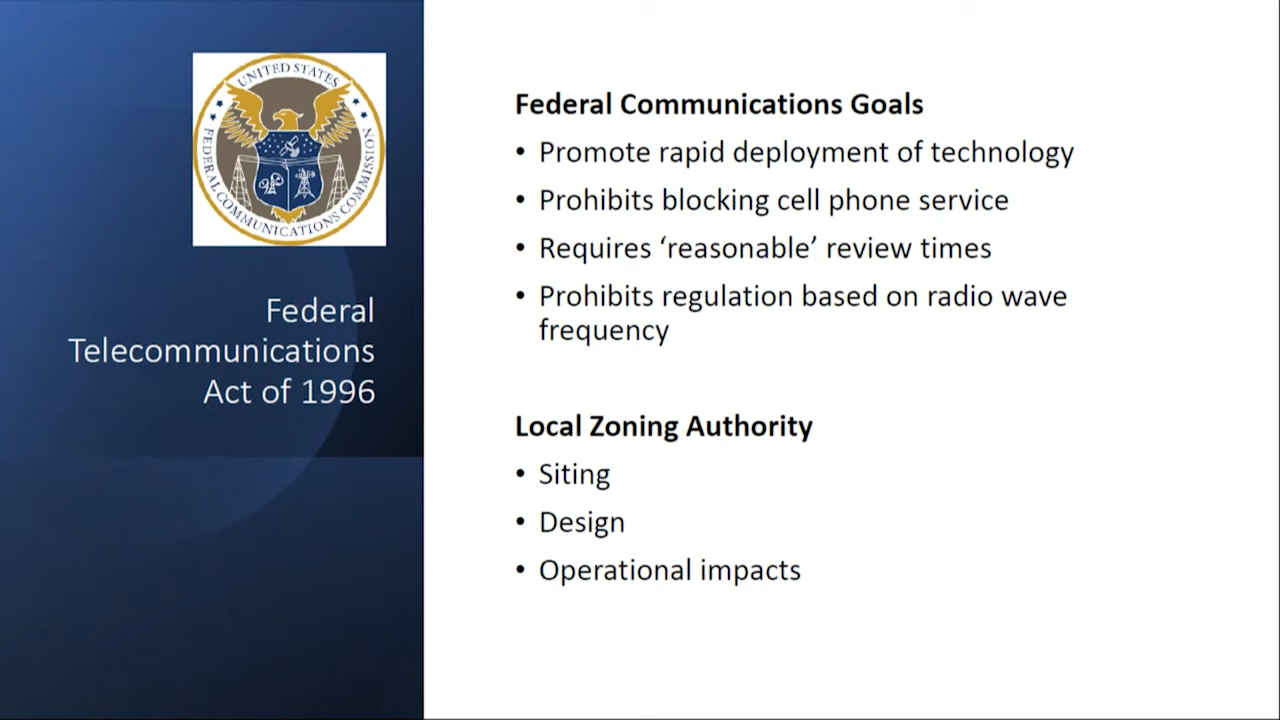 UNITED STATES
FEDERAL COMMUNICATIONS COMMISSION
Federal
Telecommunications
Act of 1996
Federal Communications Goals
• Promote rapid deployment of technology
• Prohibits blocking cell phone service
• Requires ‘reasonable’ review times
• Prohibits regulation based on radio wave
frequency
Local Zoning Authority
• Siting
• Design
• Operational impacts